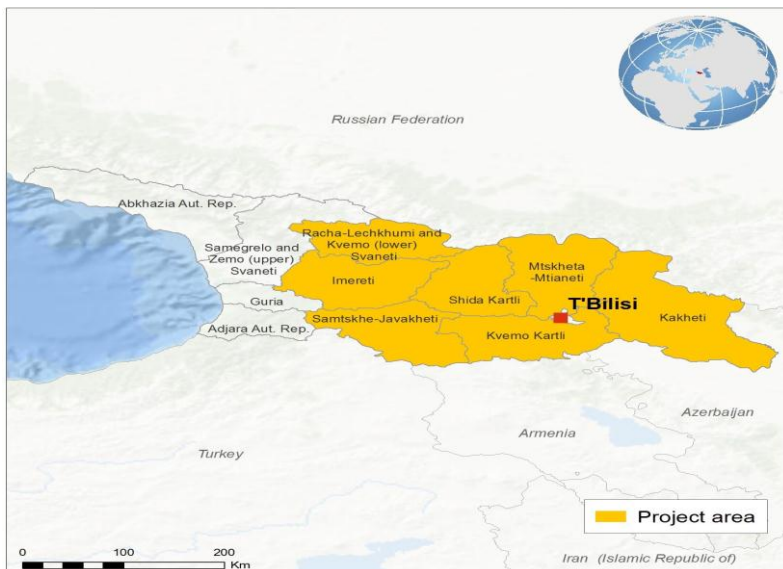 Russian Federation
Abkhazia Aut. Rep.
Racha-Lechkhumi and
Kvemo (lower)
Svaneti
Samegrelo and
Zemo (upper)
Svaneti
Mtskheta
-Mtianeti
Imereti
Shida Kartli
T'Bilisi
Guria
Samtskhe-Javakheti
Kakheti
Adjara Aut. Rep.
Kvemo Kartli
Azerbaijan
Armenia
Turkey
Project area
0 100 200
Km
Iran (Islamic Republic of)